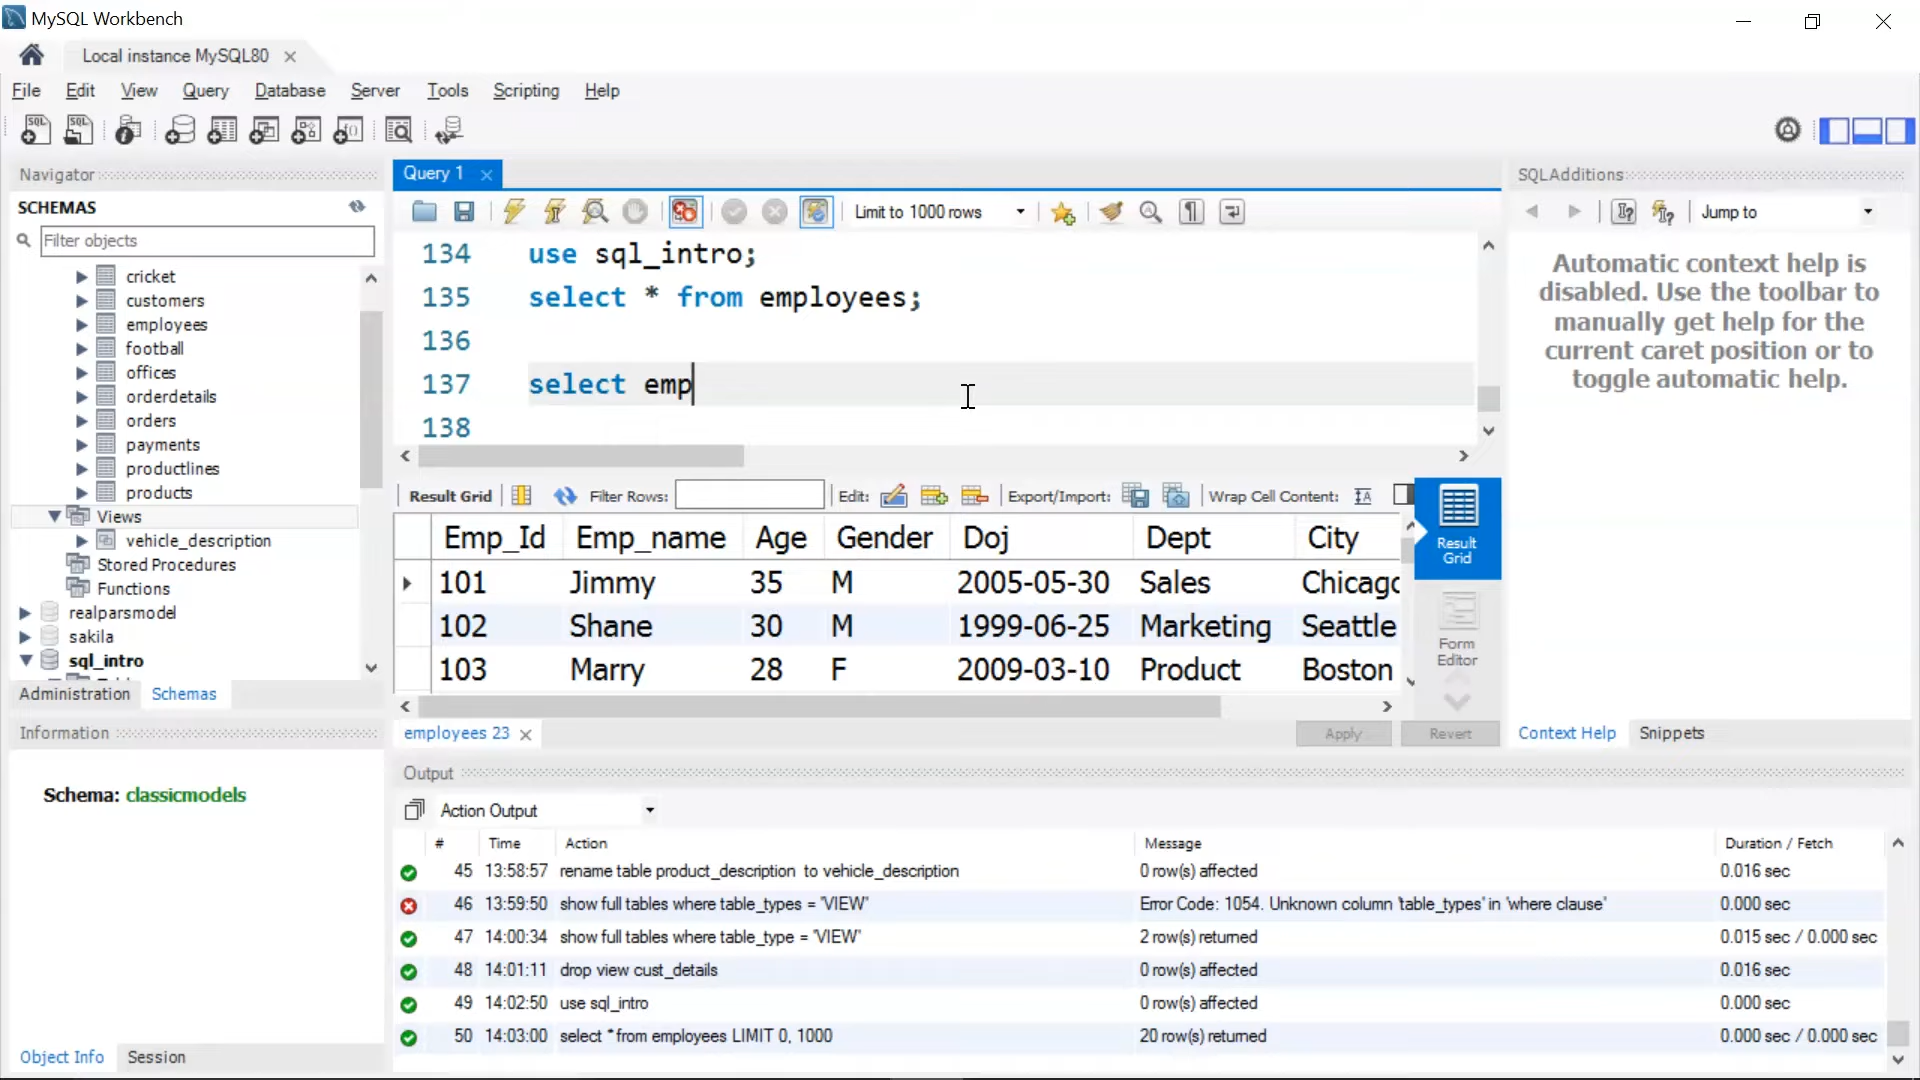 MySQL Workbench
Local instance MySQL80
File Edit View Query Database Server Tools Scripting Help
Navigator
SCHEMAS
Filter objects
cricket
customers
employees
football
offices
orderdetails
orders
payments
productlines
products
Views
vehicle_description
Stored Procedures
Functions
realparsmodel
sakila
sql_intro
Administration Schemas
Information
Schema: classicmodels
Object Info Session
Query 1
Limit to 1000 rows
134 use sql_intro;
135 select * from employees;
136
137 select emp
138
Result Grid Filter Rows: Edit: Export/Import: Wrap Cell Content:
Emp_Id Emp_name Age Gender Doj Dept City
101 Jimmy 35 M 2005-05-30 Sales Chicago
102 Shane 30 M 1999-06-25 Marketing Seattle
103 Marry 28 F 2009-03-10 Product Boston
Result
Grid
Form
Editor
employees 23
Apply Revert
SQLAdditions
Jump to
Automatic context help is
disabled. Use the toolbar to
manually get help for the
current caret position or to
toggle automatic help.
Context Help Snippets
Output
Action Output
# Time Action Message Duration / Fetch
45 13:58:57 rename table product_description to vehicle_description 0 row(s) affected 0.016 sec
46 13:59:50 show full tables where table_types = 'VIEW' Error Code: 1054. Unknown column 'table_types' in 'where clause' 0.000 sec
47 14:00:34 show full tables where table_type = 'VIEW' 2 row(s) returned 0.015 sec / 0.000 sec
48 14:01:11 drop view cust_details 0 row(s) affected 0.016 sec
49 14:02:50 use sql_intro 0 row(s) affected 0.000 sec
50 14:03:00 select * from employees LIMIT 0, 1000 20 row(s) returned 0.000 sec / 0.000 sec